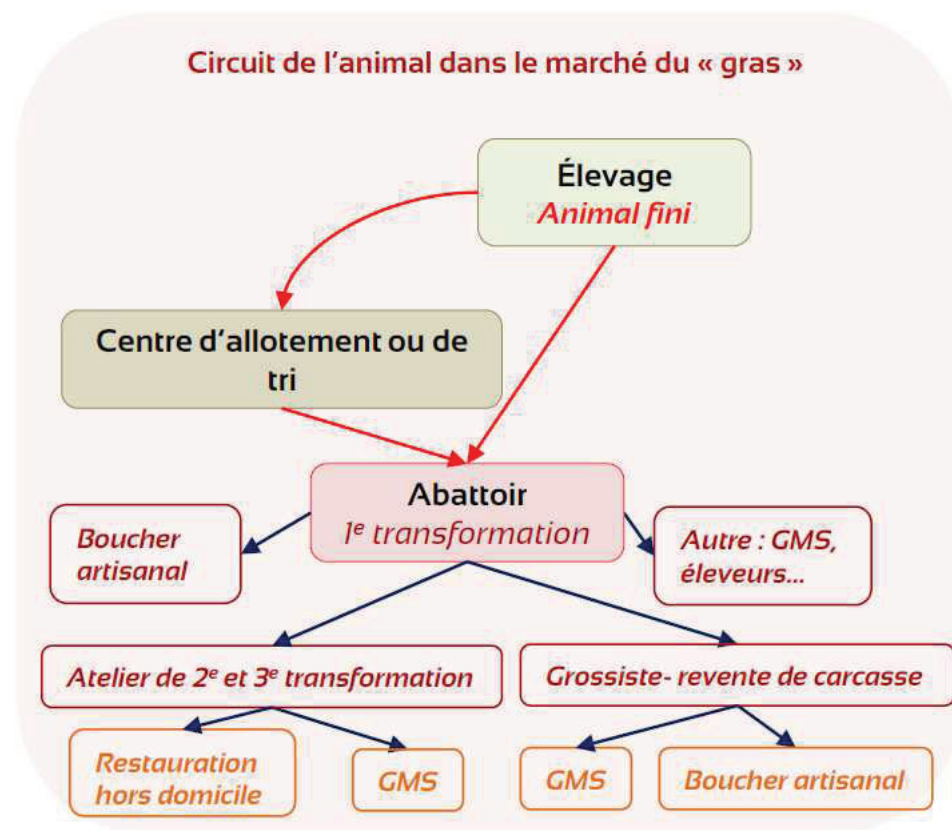 Circuit de l'animal dans le marché du « gras »
Élevage
Animal fini
Centre d'allotement ou de
tri
Abattoir
1e transformation
Boucher
artisanal
Autre : GMS,
éleveurs...
Atelier de 2e et 3e transformation
Grossiste- revente de carcasse
Restauration
hors domicile
GMS
GMS
Boucher artisanal